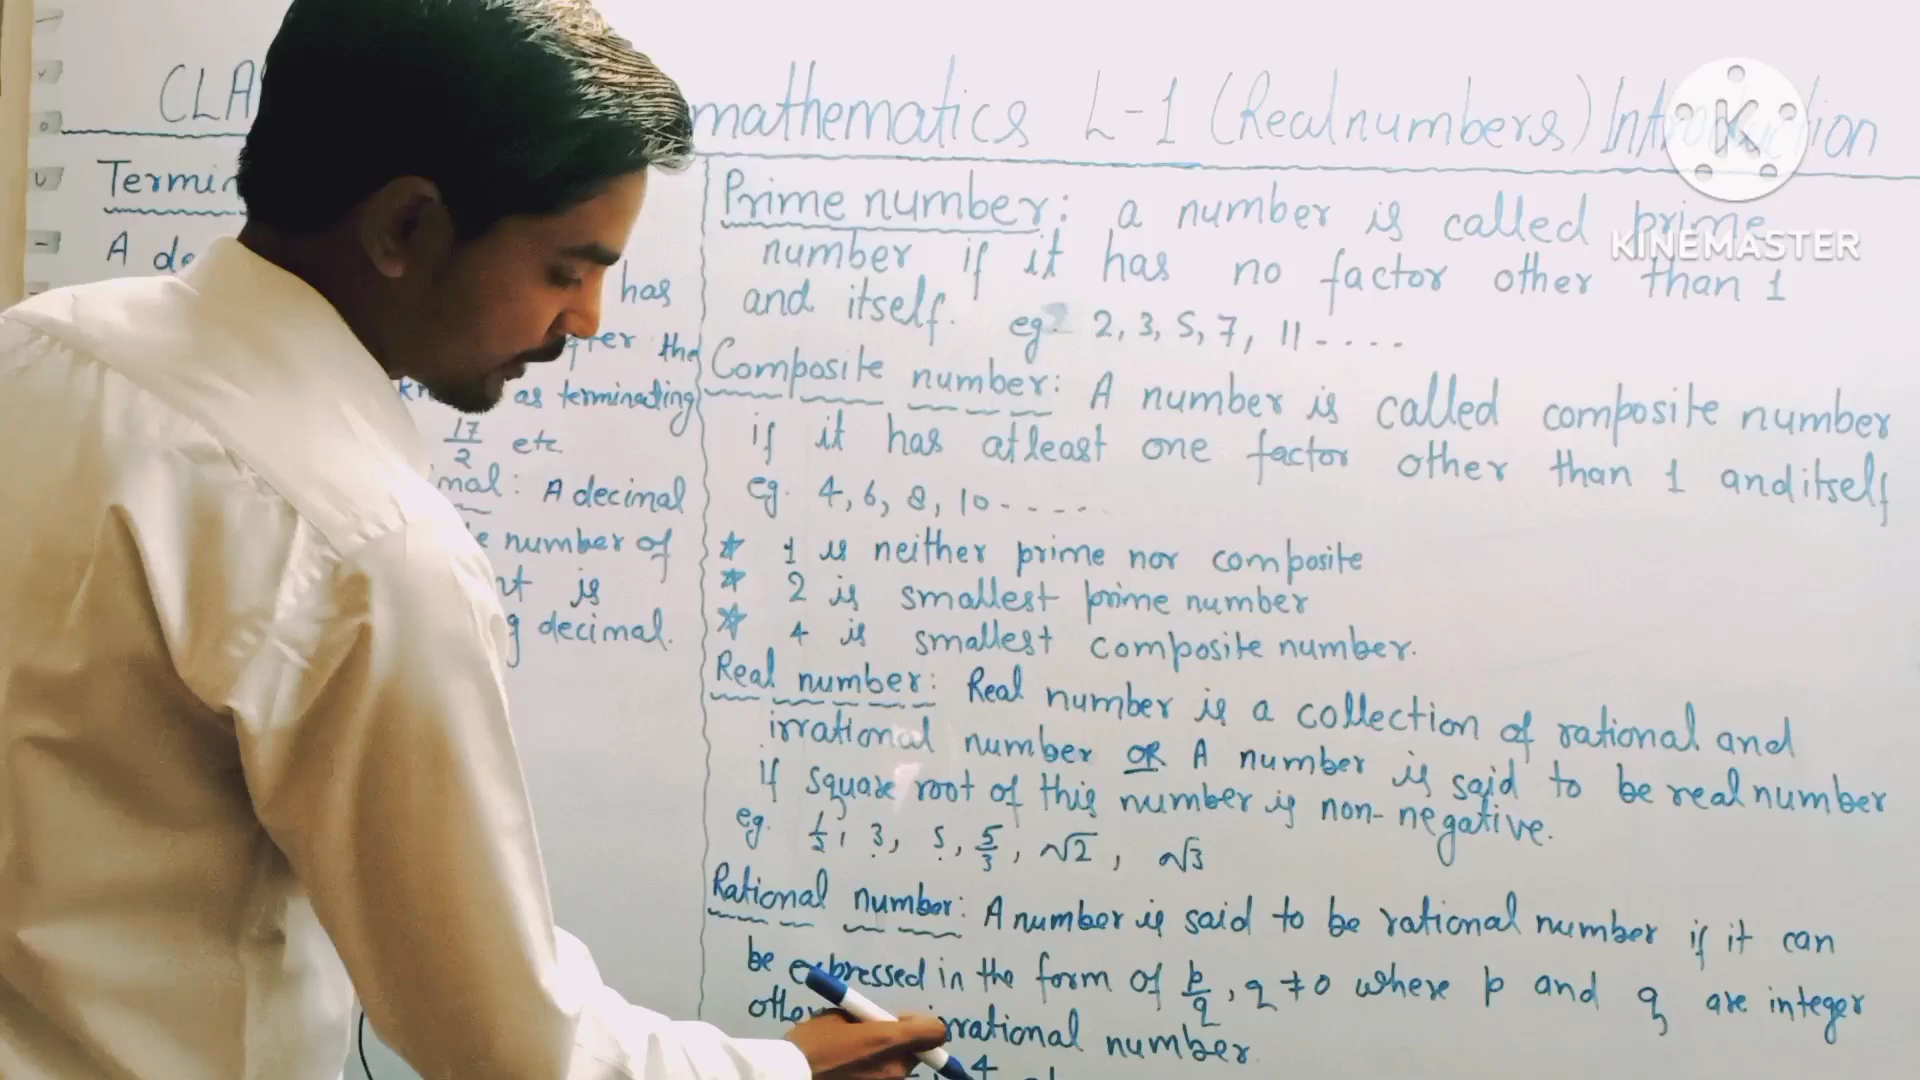 CLA mathematics L-1 (Real numbers) Introduction
KINEMASTER
Termin
A de
has
after the
as terminating
17/2 etc
mal: A decimal
number of
is
decimal.
Prime number: a number is called prime
number if it has no factor other than 1
and itself. eg. 2, 3, 5, 7, 11 ....
Composite number: A number is called composite number
if it has atleast one factor other than 1 and itself
eg. 4, 6, 8, 10 .....
★ 1 is neither prime nor composite
★ 2 is smallest prime number
★ 4 is smallest composite number.
Real number: Real number is a collection of rational and
irrational number OR A number is said to be real number
if square root of this number is non-negative.
eg. 1/2, 3, 5, 5/3, √2, √3
Rational number: A number is said to be rational number if it can
be expressed in the form of p/q, q ≠ 0 where p and q are integer
irrational number.
4